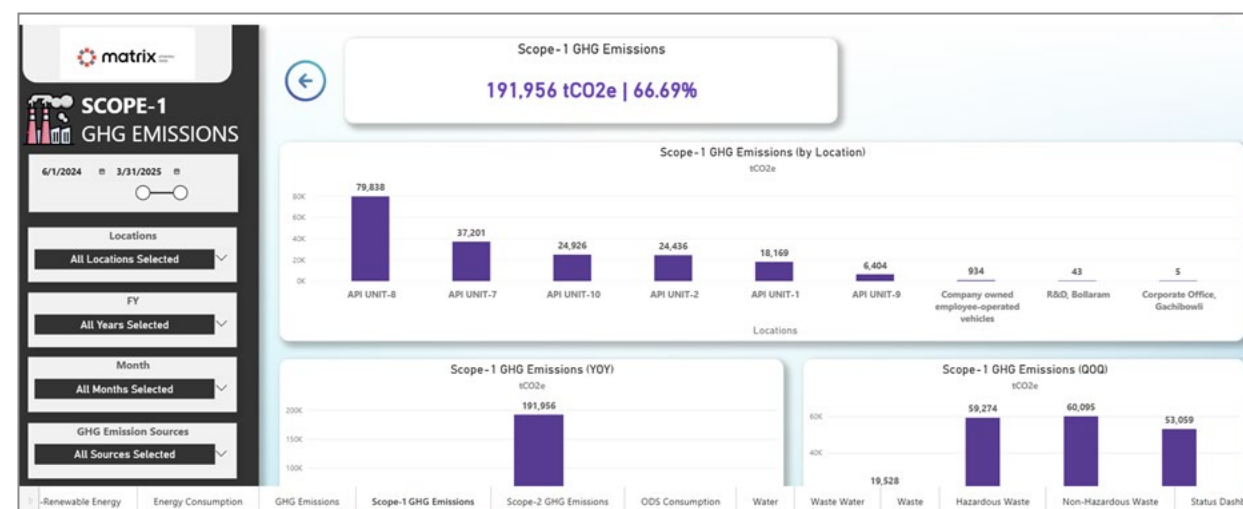 matrix
SCOPE-1
GHG EMISSIONS
6/1/2024 3/31/2025
Locations
All Locations Selected
FY
All Years Selected
Month
All Months Selected
GHG Emission Sources
All Sources Selected
Scope-1 GHG Emissions
191,956 tCO2e | 66.69%
Scope-1 GHG Emissions (by Location)
tCO2e
80K
60K
40K
20K
0K
79,838
37,201
24,926
24,436
18,169
6,404
934
43
5
API UNIT-8
API UNIT-7
API UNIT-10
API UNIT-2
API UNIT-1
API UNIT-9
Company owned
employee-operated
vehicles
R&D, Bollaram
Corporate Office,
Gachibowli
Locations
Scope-1 GHG Emissions (YOY)
tCO2e
200K
150K
100K
191,956
Scope-1 GHG Emissions (QOQ)
tCO2e
60K
40K
19,528
59,274
60,095
53,059
-Renewable Energy
Energy Consumption
GHG Emissions
Scope-1 GHG Emissions
Scope-2 GHG Emissions
ODS Consumption
Water
Waste Water
Waste
Hazardous Waste
Non-Hazardous Waste
Status Dashb